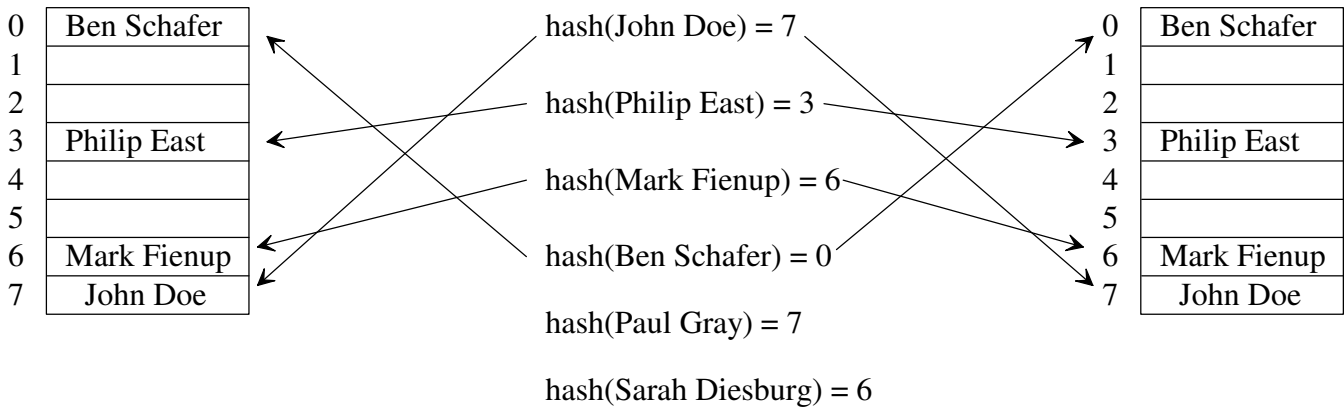 0 Ben Schafer hash(John Doe) = 7 0 Ben Schafer
1 1
2 hash(Philip East) = 3 2
3 Philip East 3 Philip East
4 hash(Mark Fienup) = 6 4
5 5
6 Mark Fienup hash(Ben Schafer) = 0 6 Mark Fienup
7 John Doe 7 John Doe
hash(Paul Gray) = 7
hash(Sarah Diesburg) = 6